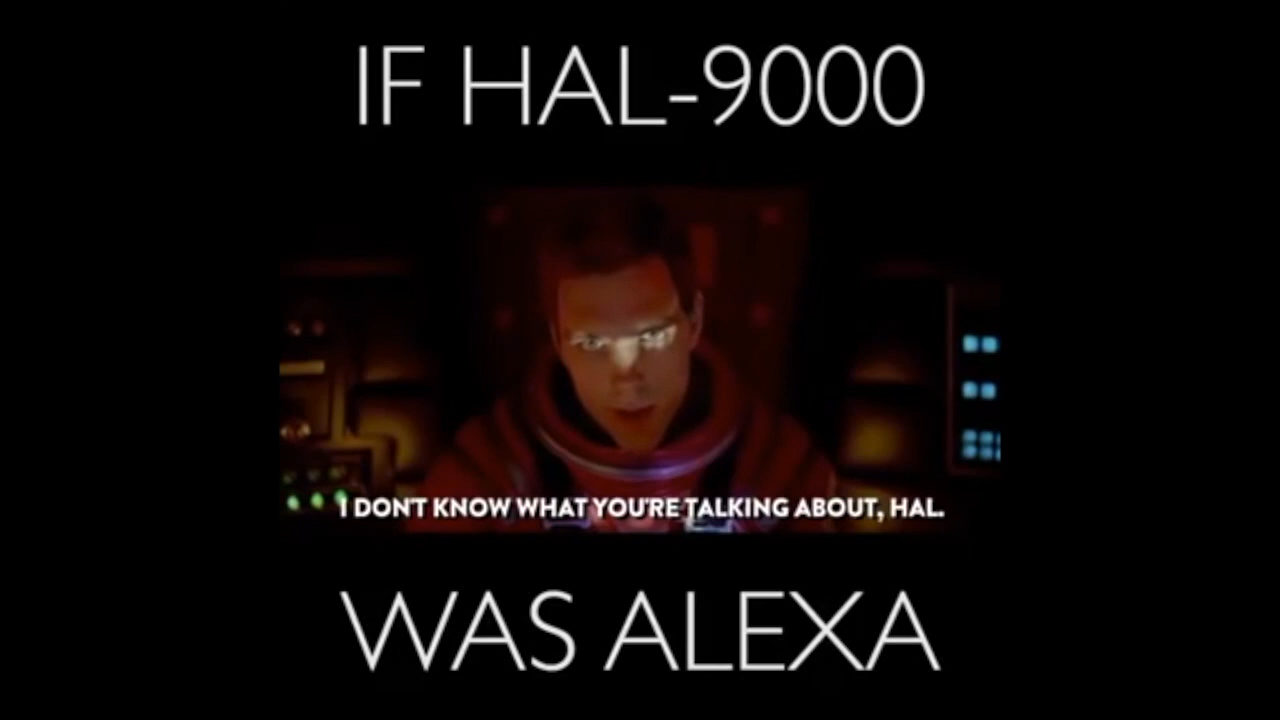 IF HAL-9000
I DON'T KNOW WHAT YOU'RE TALKING ABOUT, HAL.
WAS ALEXA